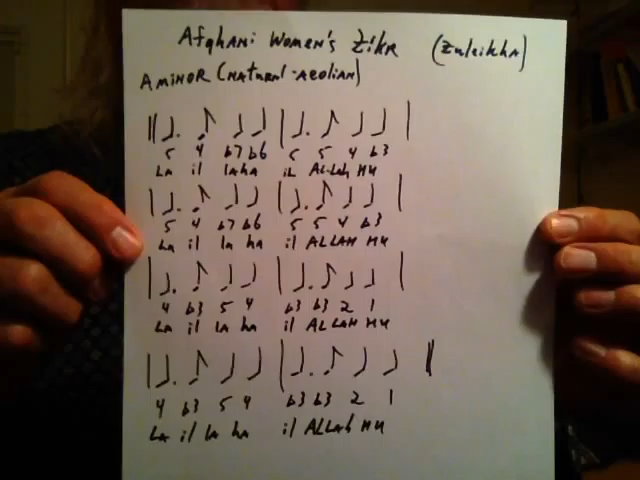 Afghani Women's Zikr (Zuleikha)
A minor (natural-aeolian)
5 4 b7 b6 5 5 4 b3
La il laha il Allah Hu
5 4 b7 b6 5 5 4 b3
La il la ha il ALLAH HU
4 b3 5 4 b3 b3 2 1
La il la ha il ALLAH HU
4 b3 5 4 b3 b3 2 1
La il la ha il ALLah HU